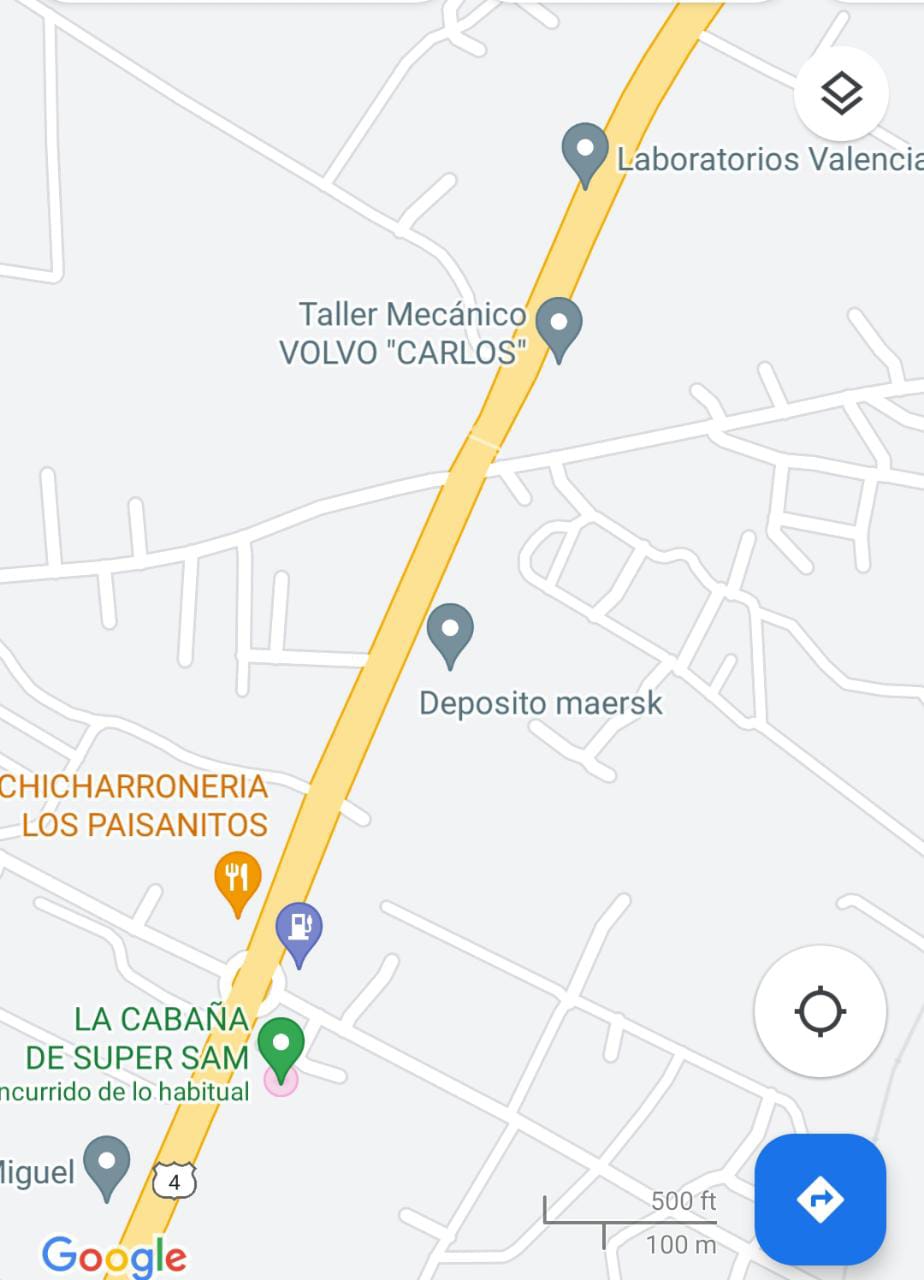 Laboratorios Valencia
Taller Mecánico
VOLVO "CARLOS"
Deposito maersk
CHICHARRONERIA
LOS PAISANITOS
LA CABAÑA
DE SUPER SAM
ncurrido de lo habitual
Miguel
4
500 ft
100 m
Google